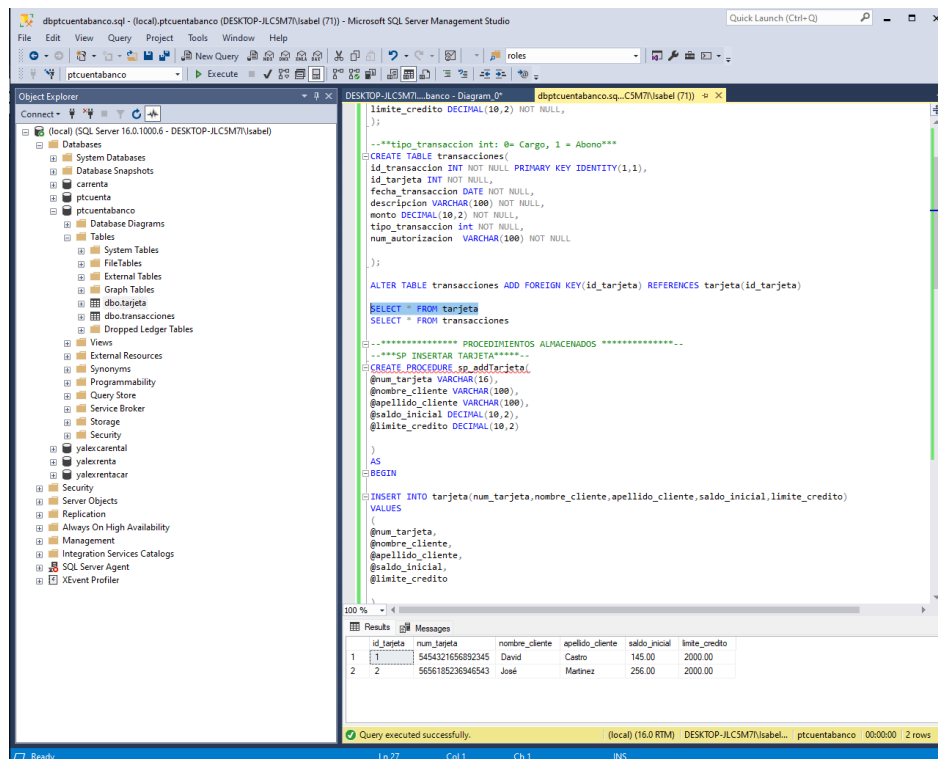 dbptcuentabanco.sql - (local).ptcuentabanco (DESKTOP-JLC5M7I\Isabel (71)) - Microsoft SQL Server Management Studio
Quick Launch (Ctrl+Q)
File Edit View Query Project Tools Window Help
New Query
roles
ptcuentabanco
Execute
Object Explorer
Connect
(local) (SQL Server 16.0.1000.6 - DESKTOP-JLC5M7I\Isabel)
Databases
System Databases
Database Snapshots
carrenta
ptcuenta
ptcuentabanco
Database Diagrams
Tables
System Tables
FileTables
External Tables
Graph Tables
dbo.tarjeta
dbo.transacciones
Dropped Ledger Tables
Views
External Resources
Synonyms
Programmability
Query Store
Service Broker
Storage
Security
yalexcarental
yalexrenta
yalexrentacar
Security
Server Objects
Replication
Always On High Availability
Management
Integration Services Catalogs
SQL Server Agent
XEvent Profiler
DESKTOP-JLC5M7I....banco - Diagram_0*
dbptcuentabanco.sq...C5M7I\Isabel (71))
limite_credito DECIMAL(10,2) NOT NULL,
);
--**tipo_transaccion int: 0= Cargo, 1 = Abono***
CREATE TABLE transacciones(
id_transaccion INT NOT NULL PRIMARY KEY IDENTITY(1,1),
id_tarjeta INT NOT NULL,
fecha_transaccion DATE NOT NULL,
descripcion VARCHAR(100) NOT NULL,
monto DECIMAL(10,2) NOT NULL,
tipo_transaccion int NOT NULL,
num_autorizacion VARCHAR(100) NOT NULL
);
ALTER TABLE transacciones ADD FOREIGN KEY(id_tarjeta) REFERENCES tarjeta(id_tarjeta)
SELECT * FROM tarjeta
SELECT * FROM transacciones
--*************** PROCEDIMIENTOS ALMACENADOS **************--
--***SP INSERTAR TARJETA*****--
CREATE PROCEDURE sp_addTarjeta(
@num_tarjeta VARCHAR(16),
@nombre_cliente VARCHAR(100),
@apellido_cliente VARCHAR(100),
@saldo_inicial DECIMAL(10,2),
@limite_credito DECIMAL(10,2)
)
AS
BEGIN
INSERT INTO tarjeta(num_tarjeta,nombre_cliente,apellido_cliente,saldo_inicial,limite_credito)
VALUES
(
@num_tarjeta,
@nombre_cliente,
@apellido_cliente,
@saldo_inicial,
@limite_credito
)
100 %
Results Messages
id_tarjeta num_tarjeta nombre_cliente apellido_cliente saldo_inicial limite_credito
1 1 5454321656892345 David Castro 145.00 2000.00
2 2 5656185236946543 José Martinez 256.00 2000.00
Query executed successfully. (local) (16.0 RTM) DESKTOP-JLC5M7I\Isabel... ptcuentabanco 00:00:00 2 rows
Ready Ln 27 Col 1 Ch 1 INS